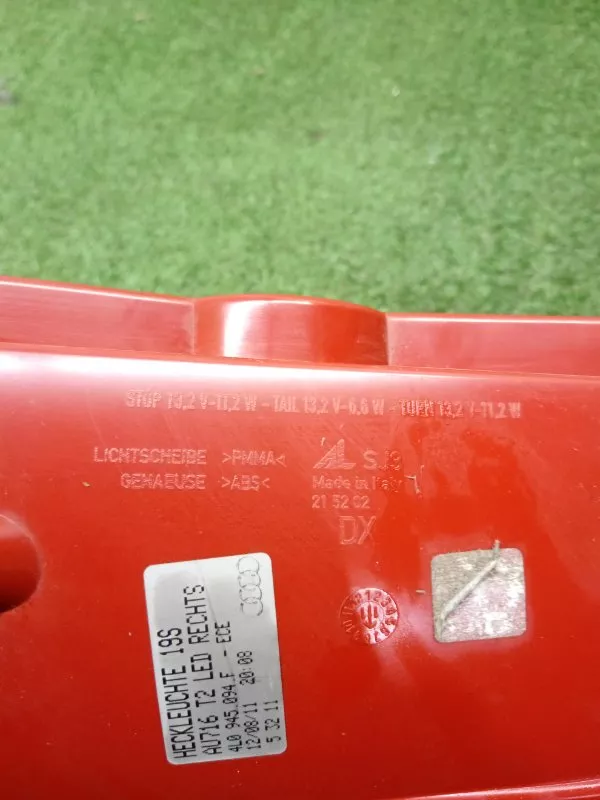 STOP 13,2 V-11,2 W - TAIL 13,2 V-6,6 W - TURN 13,2 V-11,2 W
LICHTSCHEIBE >PMMA<
GEHAEUSE >ABS<
AL SJ9
Made in Italy
21 52 02
DX
HECKLEUCHTE 19S
AU716 T2 LED RECHTS
4L0 945.094.F - ECE
12/08/11 20:08
5 32 11